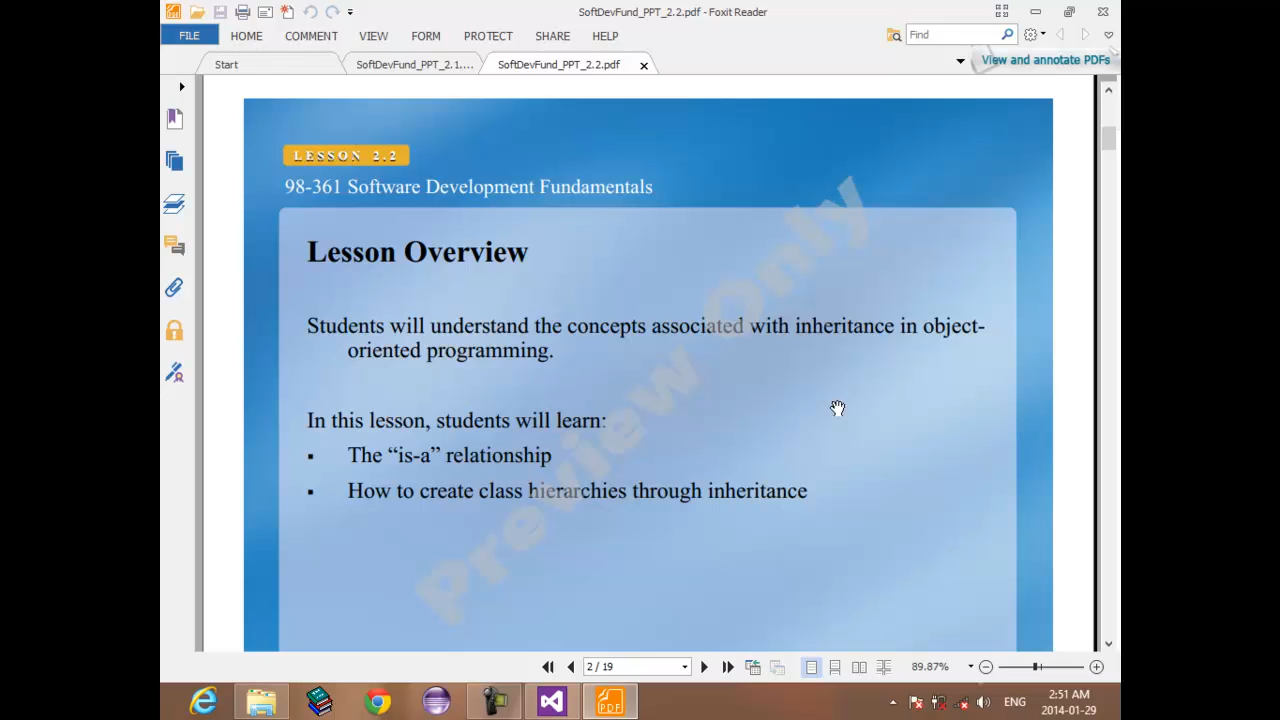 SoftDevFund_PPT_2.2.pdf - Foxit Reader
FILE HOME COMMENT VIEW FORM PROTECT SHARE HELP
Find
Start SoftDevFund_PPT_2.1.... SoftDevFund_PPT_2.2.pdf
View and annotate PDFs
LESSON 2.2
98-361 Software Development Fundamentals
Lesson Overview
Students will understand the concepts associated with inheritance in object-
oriented programming.
In this lesson, students will learn:
▪ The “is-a” relationship
▪ How to create class hierarchies through inheritance
Preview Only
2 / 19
89.87%
PDF
ENG
2:51 AM
2014-01-29